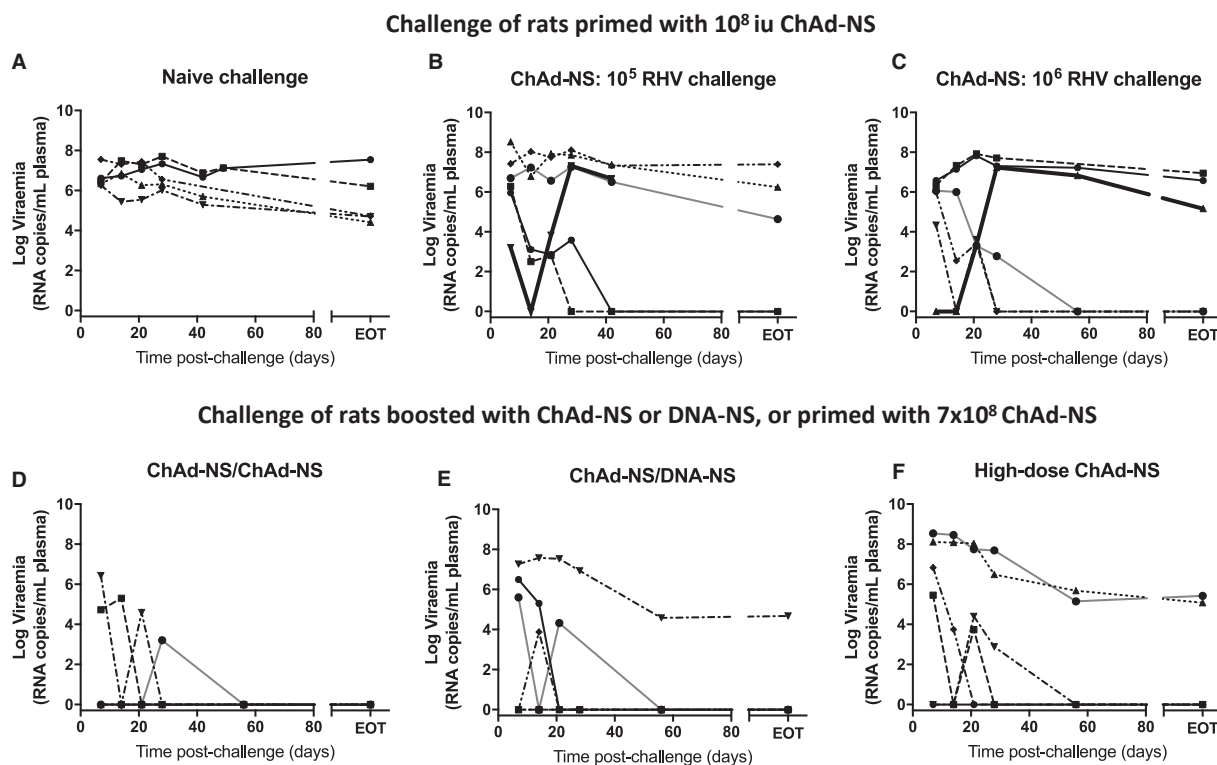 Challenge of rats primed with 10⁸ iu ChAd-NS
A
Naive challenge
Log Viraemia
(RNA copies/mL plasma)
10
8
6
4
2
0
0 20 40 60 80 EOT
Time post-challenge (days)
B
ChAd-NS: 10⁵ RHV challenge
Log Viraemia
(RNA copies/mL plasma)
10
8
6
4
2
0
0 20 40 60 80 EOT
Time post-challenge (days)
C
ChAd-NS: 10⁶ RHV challenge
Log Viraemia
(RNA copies/mL plasma)
10
8
6
4
2
0
0 20 40 60 80 EOT
Time post-challenge (days)
Challenge of rats boosted with ChAd-NS or DNA-NS, or primed with 7x10⁸ ChAd-NS
D
ChAd-NS/ChAd-NS
Log Viraemia
(RNA copies/mL plasma)
10
8
6
4
2
0
0 20 40 60 80 EOT
Time post-challenge (days)
E
ChAd-NS/DNA-NS
Log Viraemia
(RNA copies/mL plasma)
10
8
6
4
2
0
0 20 40 60 80 EOT
Time post-challenge (days)
F
High-dose ChAd-NS
Log Viraemia
(RNA copies/mL plasma)
10
8
6
4
2
0
0 20 40 60 80 EOT
Time post-challenge (days)